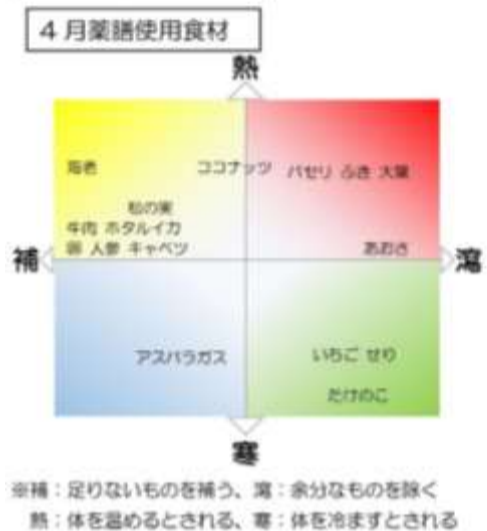 4月薬膳使用食材
熱
海老
ココナッツ
パセリ ふき 大葉
松の実
牛肉 ホタルイカ
卵 人参 キャベツ
あおさ
補
瀉
アスパラガス
いちご せり
たけのこ
寒
※補：足りないものを補う、瀉：余分なものを除く
熱：体を温めるとされる、寒：体を冷ますとされる